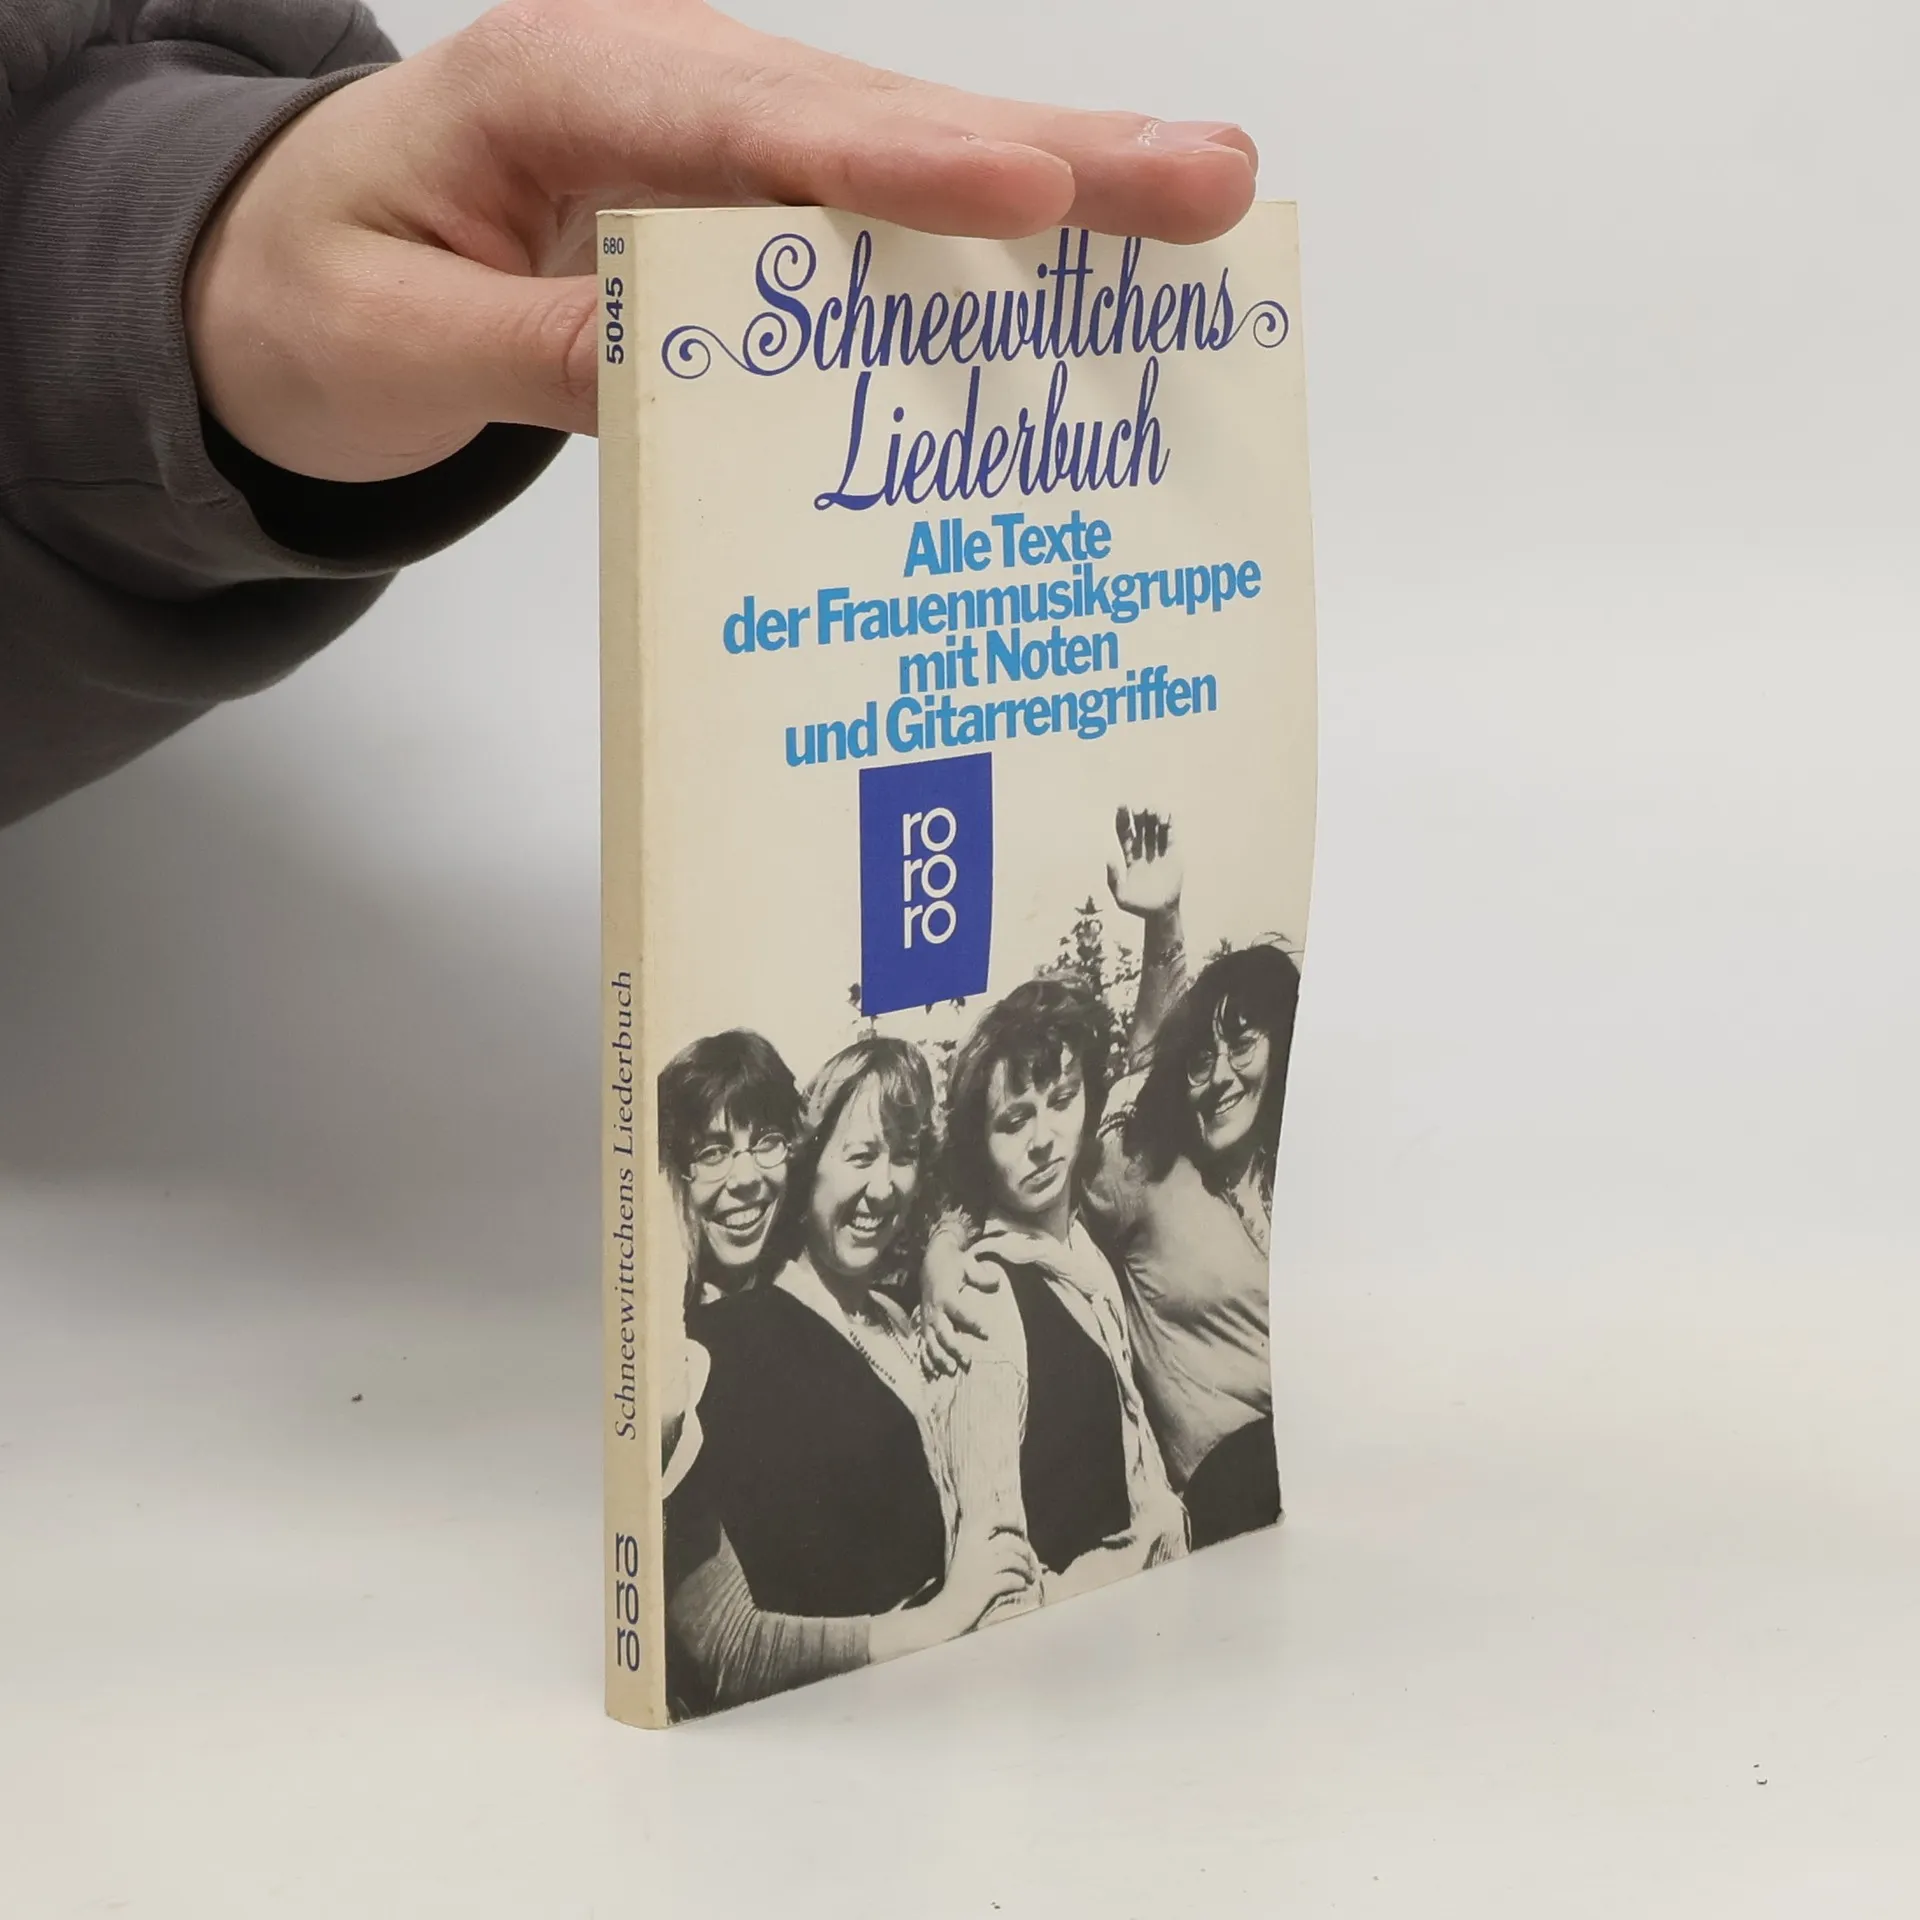 680
5045
Schneewittchens Liederbuch
ro
ro
ro
Schneewittchens
Liederbuch
Alle Texte
der Frauenmusikgruppe
mit Noten
und Gitarrengriffen
ro
ro
ro